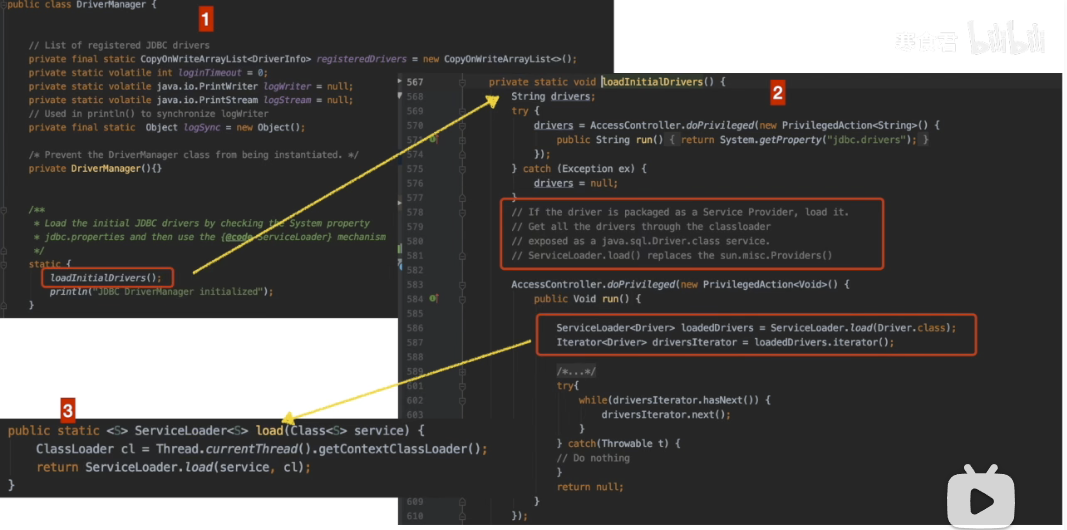 public class DriverManager {
1
// List of registered JDBC drivers
private final static CopyOnWriteArrayList<DriverInfo> registeredDrivers = new CopyOnWriteArrayList<>();
private static volatile int loginTimeout = 0;
private static volatile java.io.PrintWriter logWriter = null;
private static volatile java.io.PrintStream logStream = null;
// Used in println() to synchronize logWriter
private final static  Object logSync = new Object();
/* Prevent the DriverManager class from being instantiated. */
private DriverManager(){}
/**
* Load the initial JDBC drivers by checking the System property
* jdbc.properties and then use the {@code ServiceLoader} mechanism
*/
static {
loadInitialDrivers();
println("JDBC DriverManager initialized");
}
2
567 private static void loadInitialDrivers() {
568 String drivers;
569 try {
570 drivers = AccessController.doPrivileged(new PrivilegedAction<String>() {
public String run() { return System.getProperty("jdbc.drivers"); }
574 });
575 } catch (Exception ex) {
576 drivers = null;
577 }
578 // If the driver is packaged as a Service Provider, load it.
579 // Get all the drivers through the classloader
580 // exposed as a java.sql.Driver.class service.
581 // ServiceLoader.load() replaces the sun.misc.Providers()
582
583 AccessController.doPrivileged(new PrivilegedAction<Void>() {
584 public Void run() {
585
586 ServiceLoader<Driver> loadedDrivers = ServiceLoader.load(Driver.class);
587 Iterator<Driver> driversIterator = loadedDrivers.iterator();
588
589 /*...*/
601 try{
602 while(driversIterator.hasNext()) {
603 driversIterator.next();
}
} catch(Throwable t) {
// Do nothing
}
return null;
609 }
610 });
3
public static <S> ServiceLoader<S> load(Class<S> service) {
ClassLoader cl = Thread.currentThread().getContextClassLoader();
return ServiceLoader.load(service, cl);
}
bilibili